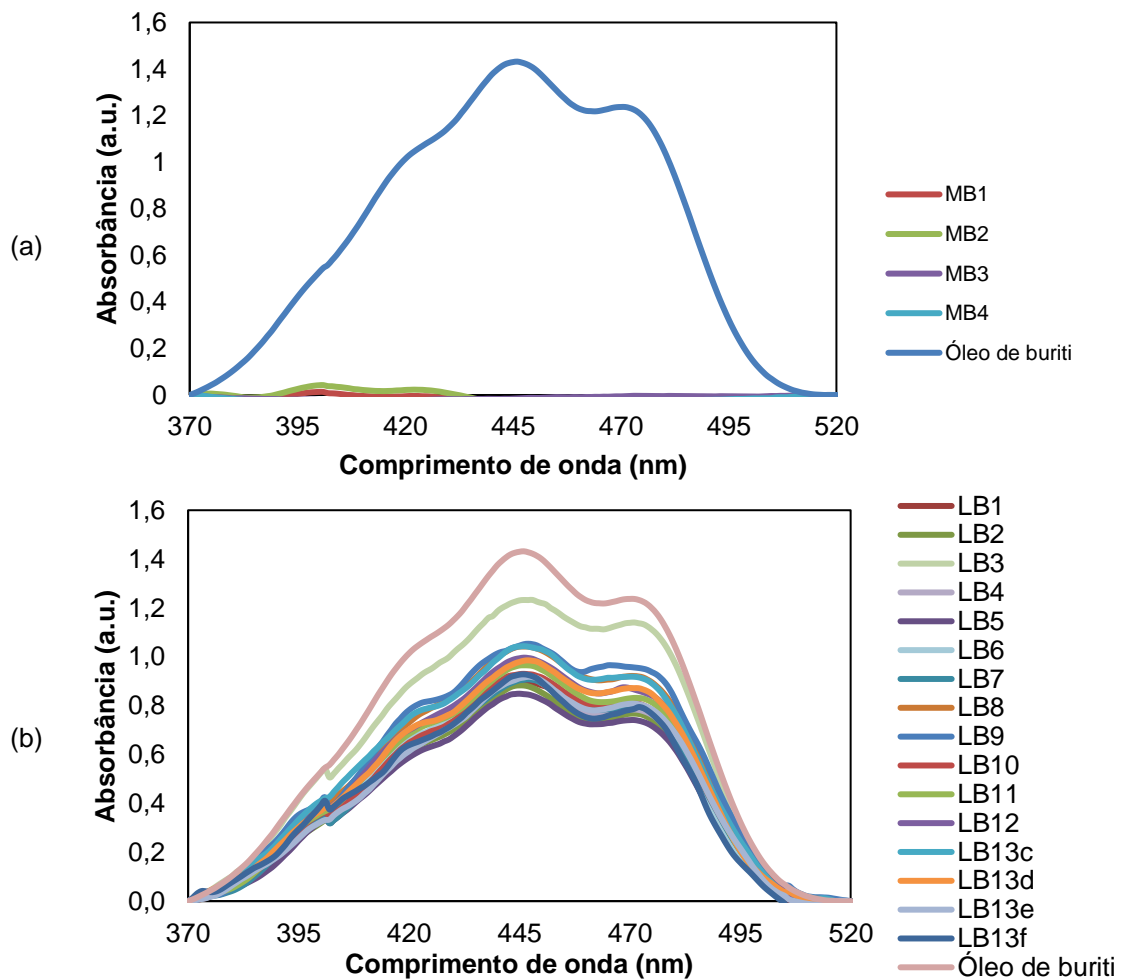 (a)
Absorbância (a.u.)
1,6
1,4
1,2
1
0,8
0,6
0,4
0,2
0
370 395 420 445 470 495 520
Comprimento de onda (nm)
MB1
MB2
MB3
MB4
Óleo de buriti
(b)
Absorbância (a.u.)
1,6
1,4
1,2
1,0
0,8
0,6
0,4
0,2
0,0
370 395 420 445 470 495 520
Comprimento de onda (nm)
LB1
LB2
LB3
LB4
LB5
LB6
LB7
LB8
LB9
LB10
LB11
LB12
LB13c
LB13d
LB13e
LB13f
Óleo de buriti